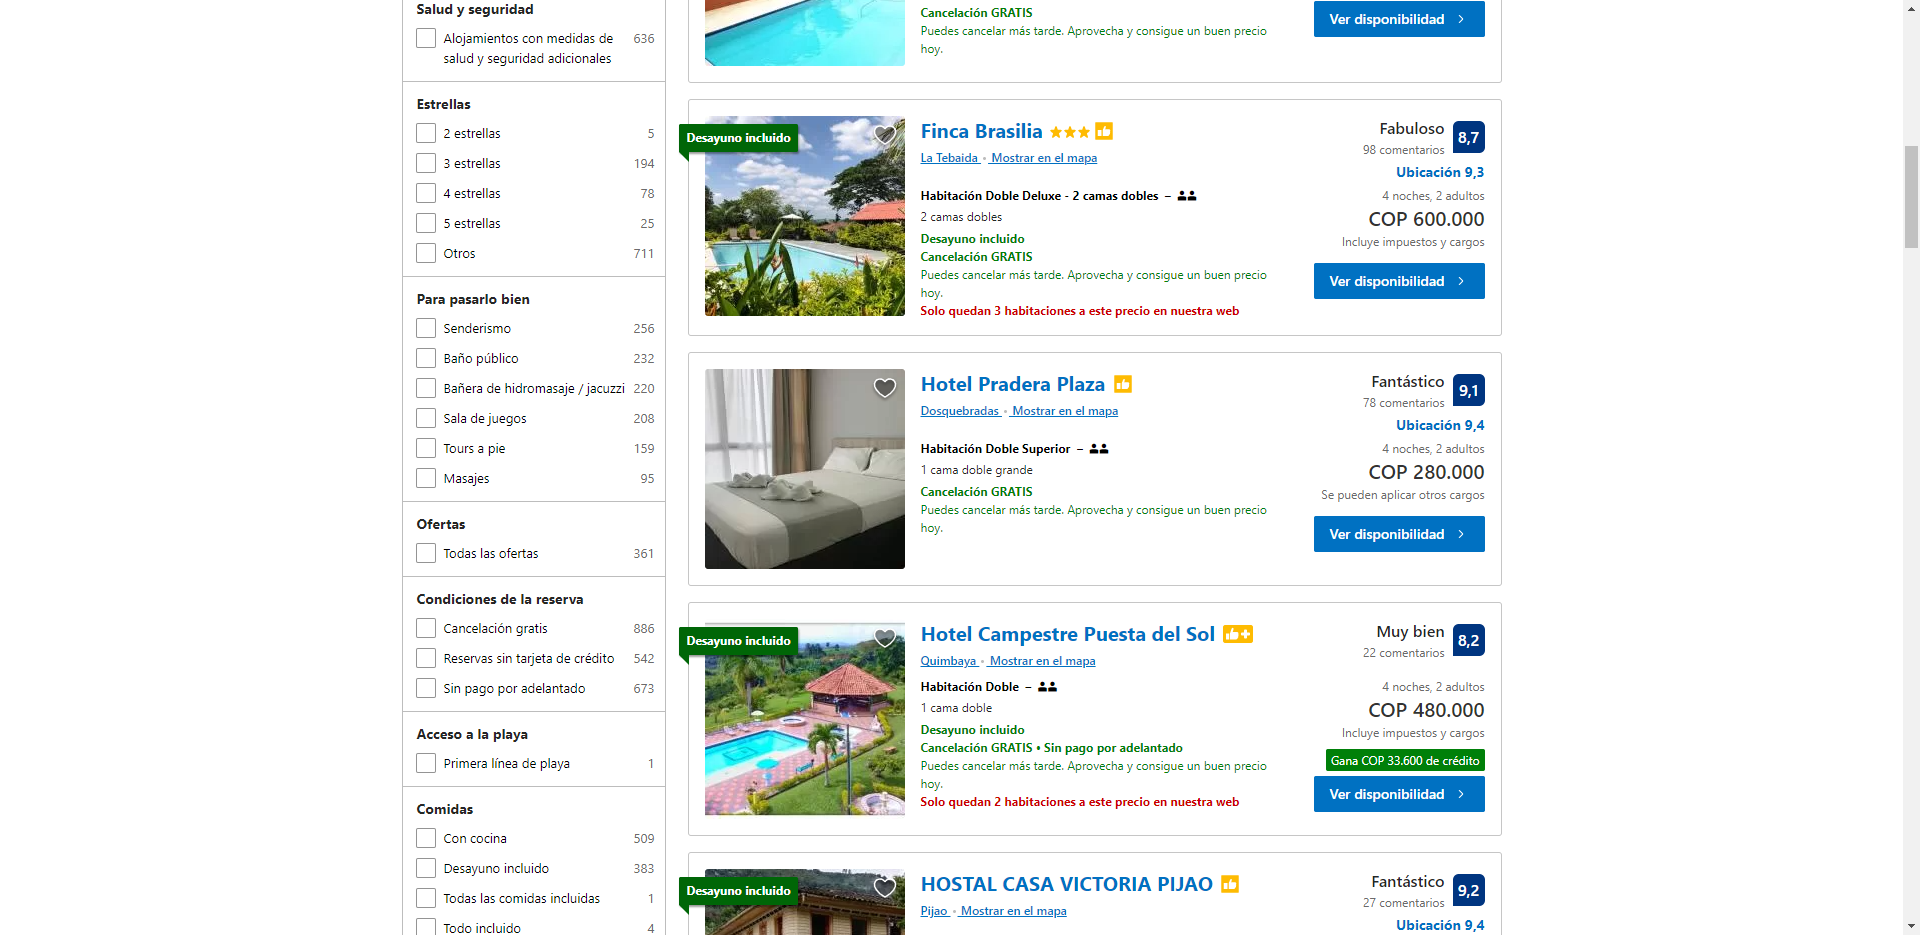 Salud y seguridad
Alojamientos con medidas de 636
salud y seguridad adicionales
Estrellas
2 estrellas 5
3 estrellas 194
4 estrellas 78
5 estrellas 25
Otros 711
Para pasarlo bien
Senderismo 256
Baño público 232
Bañera de hidromasaje / jacuzzi 220
Sala de juegos 208
Tours a pie 159
Masajes 95
Ofertas
Todas las ofertas 361
Condiciones de la reserva
Cancelación gratis 886
Reservas sin tarjeta de crédito 542
Sin pago por adelantado 673
Acceso a la playa
Primera línea de playa 1
Comidas
Con cocina 509
Desayuno incluido 383
Todas las comidas incluidas 1
Todo incluido 4
Cancelación GRATIS
Puedes cancelar más tarde. Aprovecha y consigue un buen precio
hoy.
Ver disponibilidad
Desayuno incluido
Finca Brasilia
La Tebaida • Mostrar en el mapa
Habitación Doble Deluxe - 2 camas dobles –
2 camas dobles
Desayuno incluido
Cancelación GRATIS
Puedes cancelar más tarde. Aprovecha y consigue un buen precio
hoy.
Solo quedan 3 habitaciones a este precio en nuestra web
Fabuloso 8,7
98 comentarios
Ubicación 9,3
4 noches, 2 adultos
COP 600.000
Incluye impuestos y cargos
Ver disponibilidad
Hotel Pradera Plaza
Dosquebradas • Mostrar en el mapa
Habitación Doble Superior –
1 cama doble grande
Cancelación GRATIS
Puedes cancelar más tarde. Aprovecha y consigue un buen precio
hoy.
Fantástico 9,1
78 comentarios
Ubicación 9,4
4 noches, 2 adultos
COP 280.000
Se pueden aplicar otros cargos
Ver disponibilidad
Desayuno incluido
Hotel Campestre Puesta del Sol
Quimbaya • Mostrar en el mapa
Habitación Doble –
1 cama doble
Desayuno incluido
Cancelación GRATIS • Sin pago por adelantado
Puedes cancelar más tarde. Aprovecha y consigue un buen precio
hoy.
Solo quedan 2 habitaciones a este precio en nuestra web
Muy bien 8,2
22 comentarios
4 noches, 2 adultos
COP 480.000
Incluye impuestos y cargos
Gana COP 33.600 de crédito
Ver disponibilidad
Desayuno incluido
HOSTAL CASA VICTORIA PIJAO
Pijao • Mostrar en el mapa
Fantástico 9,2
27 comentarios
Ubicación 9,4